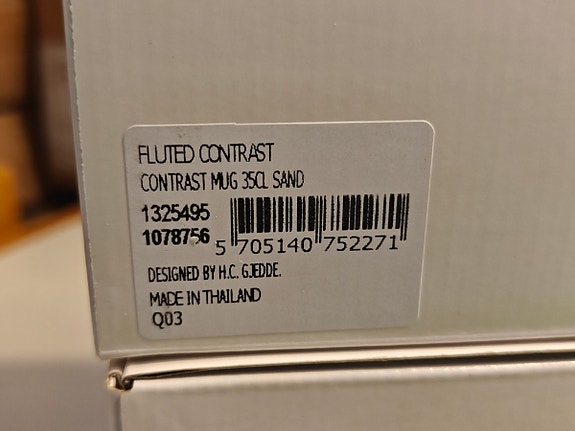 FLUTED CONTRAST
CONTRAST MUG 35CL SAND
1325495
1078756
5 705140 752271
DESIGNED BY H.C. GJEDDE.
MADE IN THAILAND
Q03